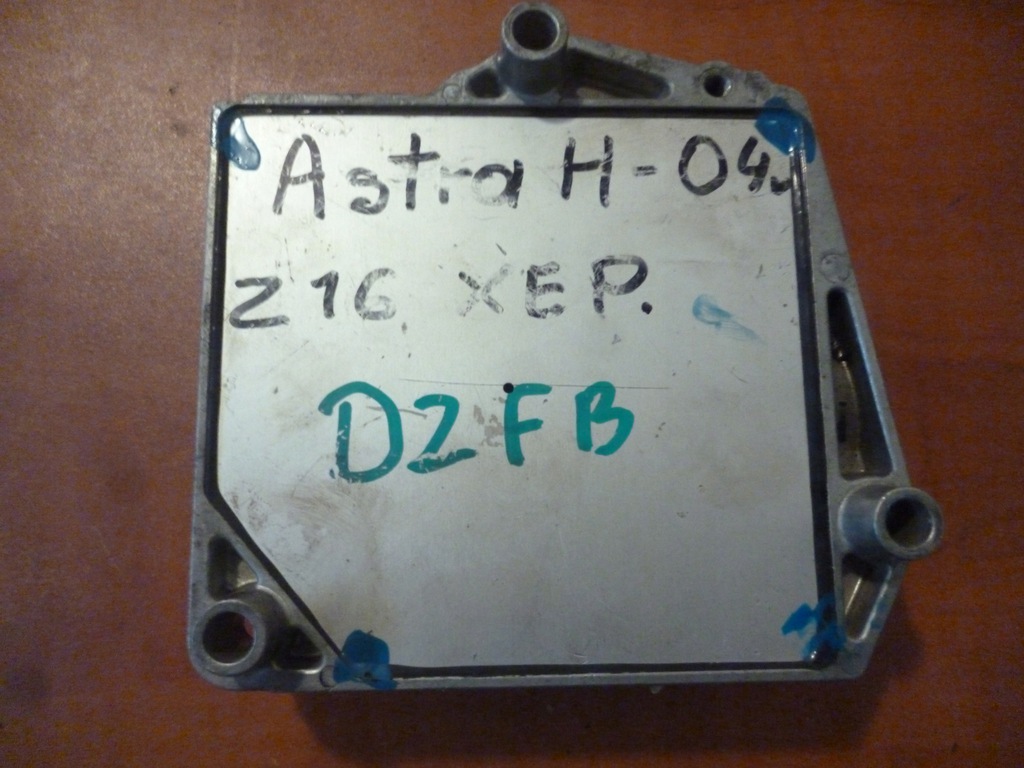 Astra H-04
Z16 XEP.
DZFB